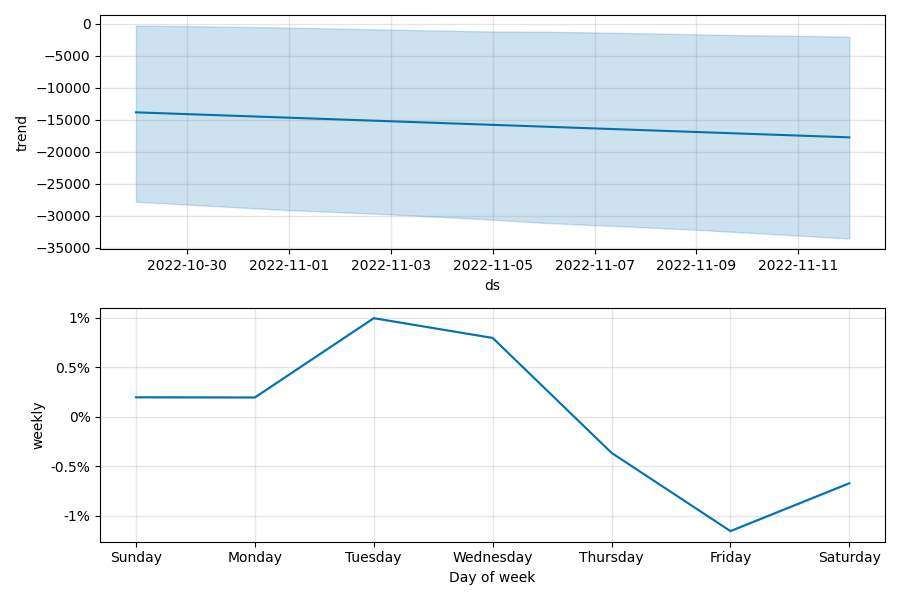 0
−5000
−10000
−15000
−20000
−25000
−30000
−35000
trend
2022-10-30 2022-11-01 2022-11-03 2022-11-05 2022-11-07 2022-11-09 2022-11-11
ds
1%
0.5%
0%
-0.5%
-1%
weekly
Sunday Monday Tuesday Wednesday Thursday Friday Saturday
Day of week